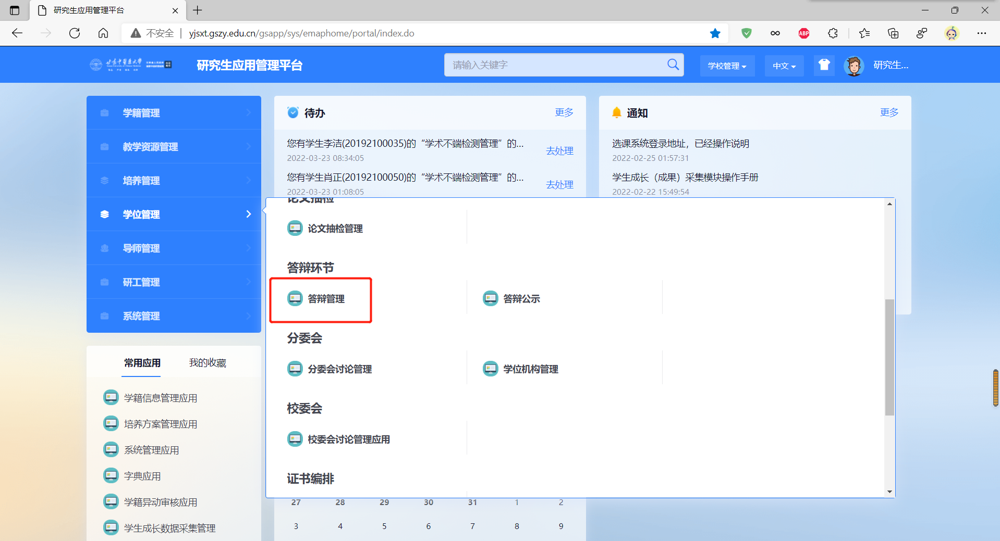 研究生应用管理平台
不安全
yjsxt.gszy.edu.cn/gsapp/sys/emaphome/portal/index.do
ABP
甘肃中医药大学
研究生应用管理平台
请输入关键字
学校管理
中文
研究生...
学籍管理
教学资源管理
培养管理
学位管理
导师管理
研工管理
系统管理
待办
更多
您有学生李洁(20192100035)的“学术不端检测管理”的...
2022-03-23 08:34:05
去处理
您有学生肖正(20192100050)的“学术不端检测管理”的...
2022-03-23 01:08:05
去处理
通知
更多
选课系统登录地址，已经操作说明
2022-02-25 01:57:31
学生成长（成果）采集模块操作手册
2022-02-22 15:49:54
论文抽检
论文抽检管理
答辩环节
答辩管理
答辩公示
分委会
分委会讨论管理
学位机构管理
校委会
校委会讨论管理应用
证书编排
常用应用
我的收藏
学籍信息管理应用
培养方案管理应用
系统管理应用
字典应用
学籍异动审核应用
学生成长数据采集管理
27 28 29 30 31 1 2
3 4 5 6 7 8 9